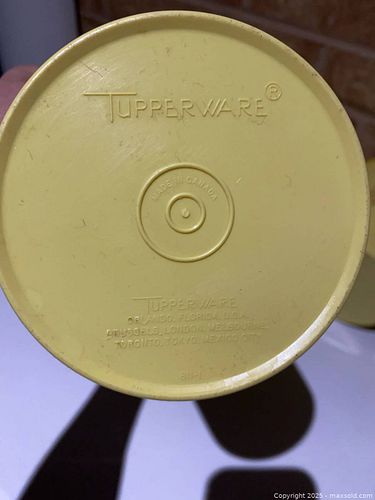 TUPPERWARE®
MADE IN CANADA
TUPPERWARE
ORLANDO, FLORIDA, U.S.A.,
BRUSSELS, LONDON, MELBOURNE,
TORONTO, TOKYO, MEXICO CITY
Copyright 2025 - maxsold.com